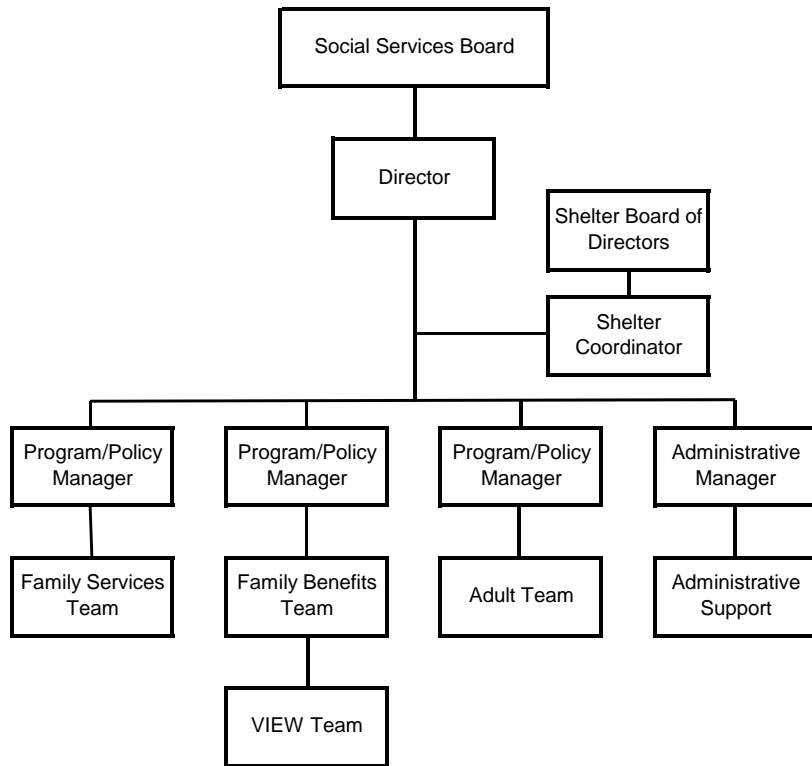 Social Services Board
Director
Shelter Board of
Directors
Shelter
Coordinator
Program/Policy
Manager
Program/Policy
Manager
Program/Policy
Manager
Administrative
Manager
Family Services
Team
Family Benefits
Team
Adult Team
Administrative
Support
VIEW Team